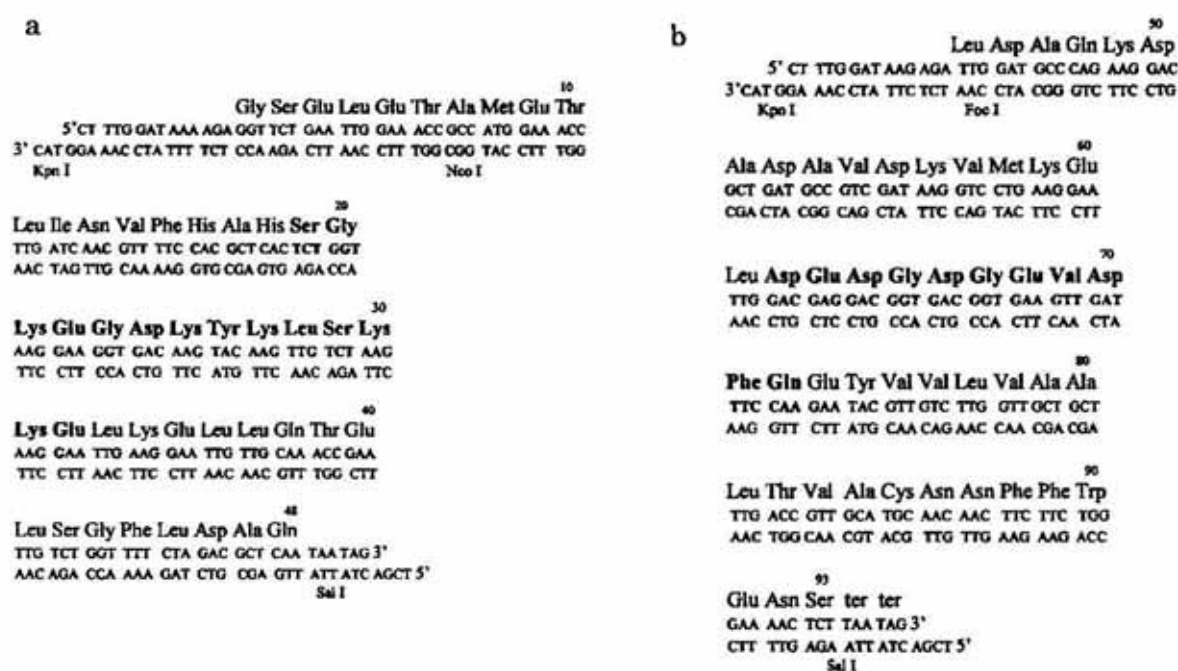 a
10
Gly Ser Glu Leu Glu Thr Ala Met Glu Thr
5'CT TTG GAT AAA AGA GGT TCT GAA TTG GAA ACC GCC ATG GAA ACC
3' CAT GGA AAC CTA TTT TCT CCA AGA CTT AAC CTT TGG CGG TAC CTT TGG
Kpn I Nco I
20
Leu Ile Asn Val Phe His Ala His Ser Gly
TTG ATC AAC GTT TTC CAC GCT CAC TCT GGT
AAC TAG TTG CAA AAG GTG CGA GTG AGA CCA
30
Lys Glu Gly Asp Lys Tyr Lys Leu Ser Lys
AAG GAA GGT GAC AAG TAC AAG TTG TCT AAG
TTC CTT CCA CTG TTC ATG TTC AAC AGA TTC
40
Lys Glu Leu Lys Glu Leu Leu Gln Thr Glu
AAG GAA TTG AAG GAA TTG TTG CAA ACC GAA
TTC CTT AAC TTC CTT AAC AAC GTT TGG CTT
48
Leu Ser Gly Phe Leu Asp Ala Gln
TTG TCT GGT TTT CTA GAC GCT CAA TAA TAG 3'
AAC AGA CCA AAA GAT CTG CGA GTT ATT ATC AGCT 5'
Sal I
b
50
Leu Asp Ala Gln Lys Asp
5' CT TTG GAT AAG AGA TTG GAT GCC CAG AAG GAC
3'CAT GGA AAC CTA TTC TCT AAC CTA CGG GTC TTC CTG
Kpn I Foc I
60
Ala Asp Ala Val Asp Lys Val Met Lys Glu
GCT GAT GCC GTC GAT AAG GTC CTG AAG GAA
CGA CTA CGG CAG CTA TTC CAG TAC TTC CTT
70
Leu Asp Glu Asp Gly Asp Gly Glu Val Asp
TTG GAC GAG GAC GGT GAC GGT GAA GTT GAT
AAC CTG CTC CTG CCA CTG CCA CTT CAA CTA
80
Phe Gln Glu Tyr Val Val Leu Val Ala Ala
TTC CAA GAA TAC GTT GTC TTG GTT GCT GCT
AAG GTT CTT ATG CAA CAG AAC CAA CGA CGA
90
Leu Thr Val Ala Cys Asn Asn Phe Phe Trp
TTG ACC GTT GCA TGC AAC AAC TTC TTC TGG
AAC TGG CAA CGT ACG TTG TTG AAG AAG ACC
93
Glu Asn Ser ter ter
GAA AAC TCT TAA TAG 3'
CTT TTG AGA ATT ATC AGCT 5'
Sal I